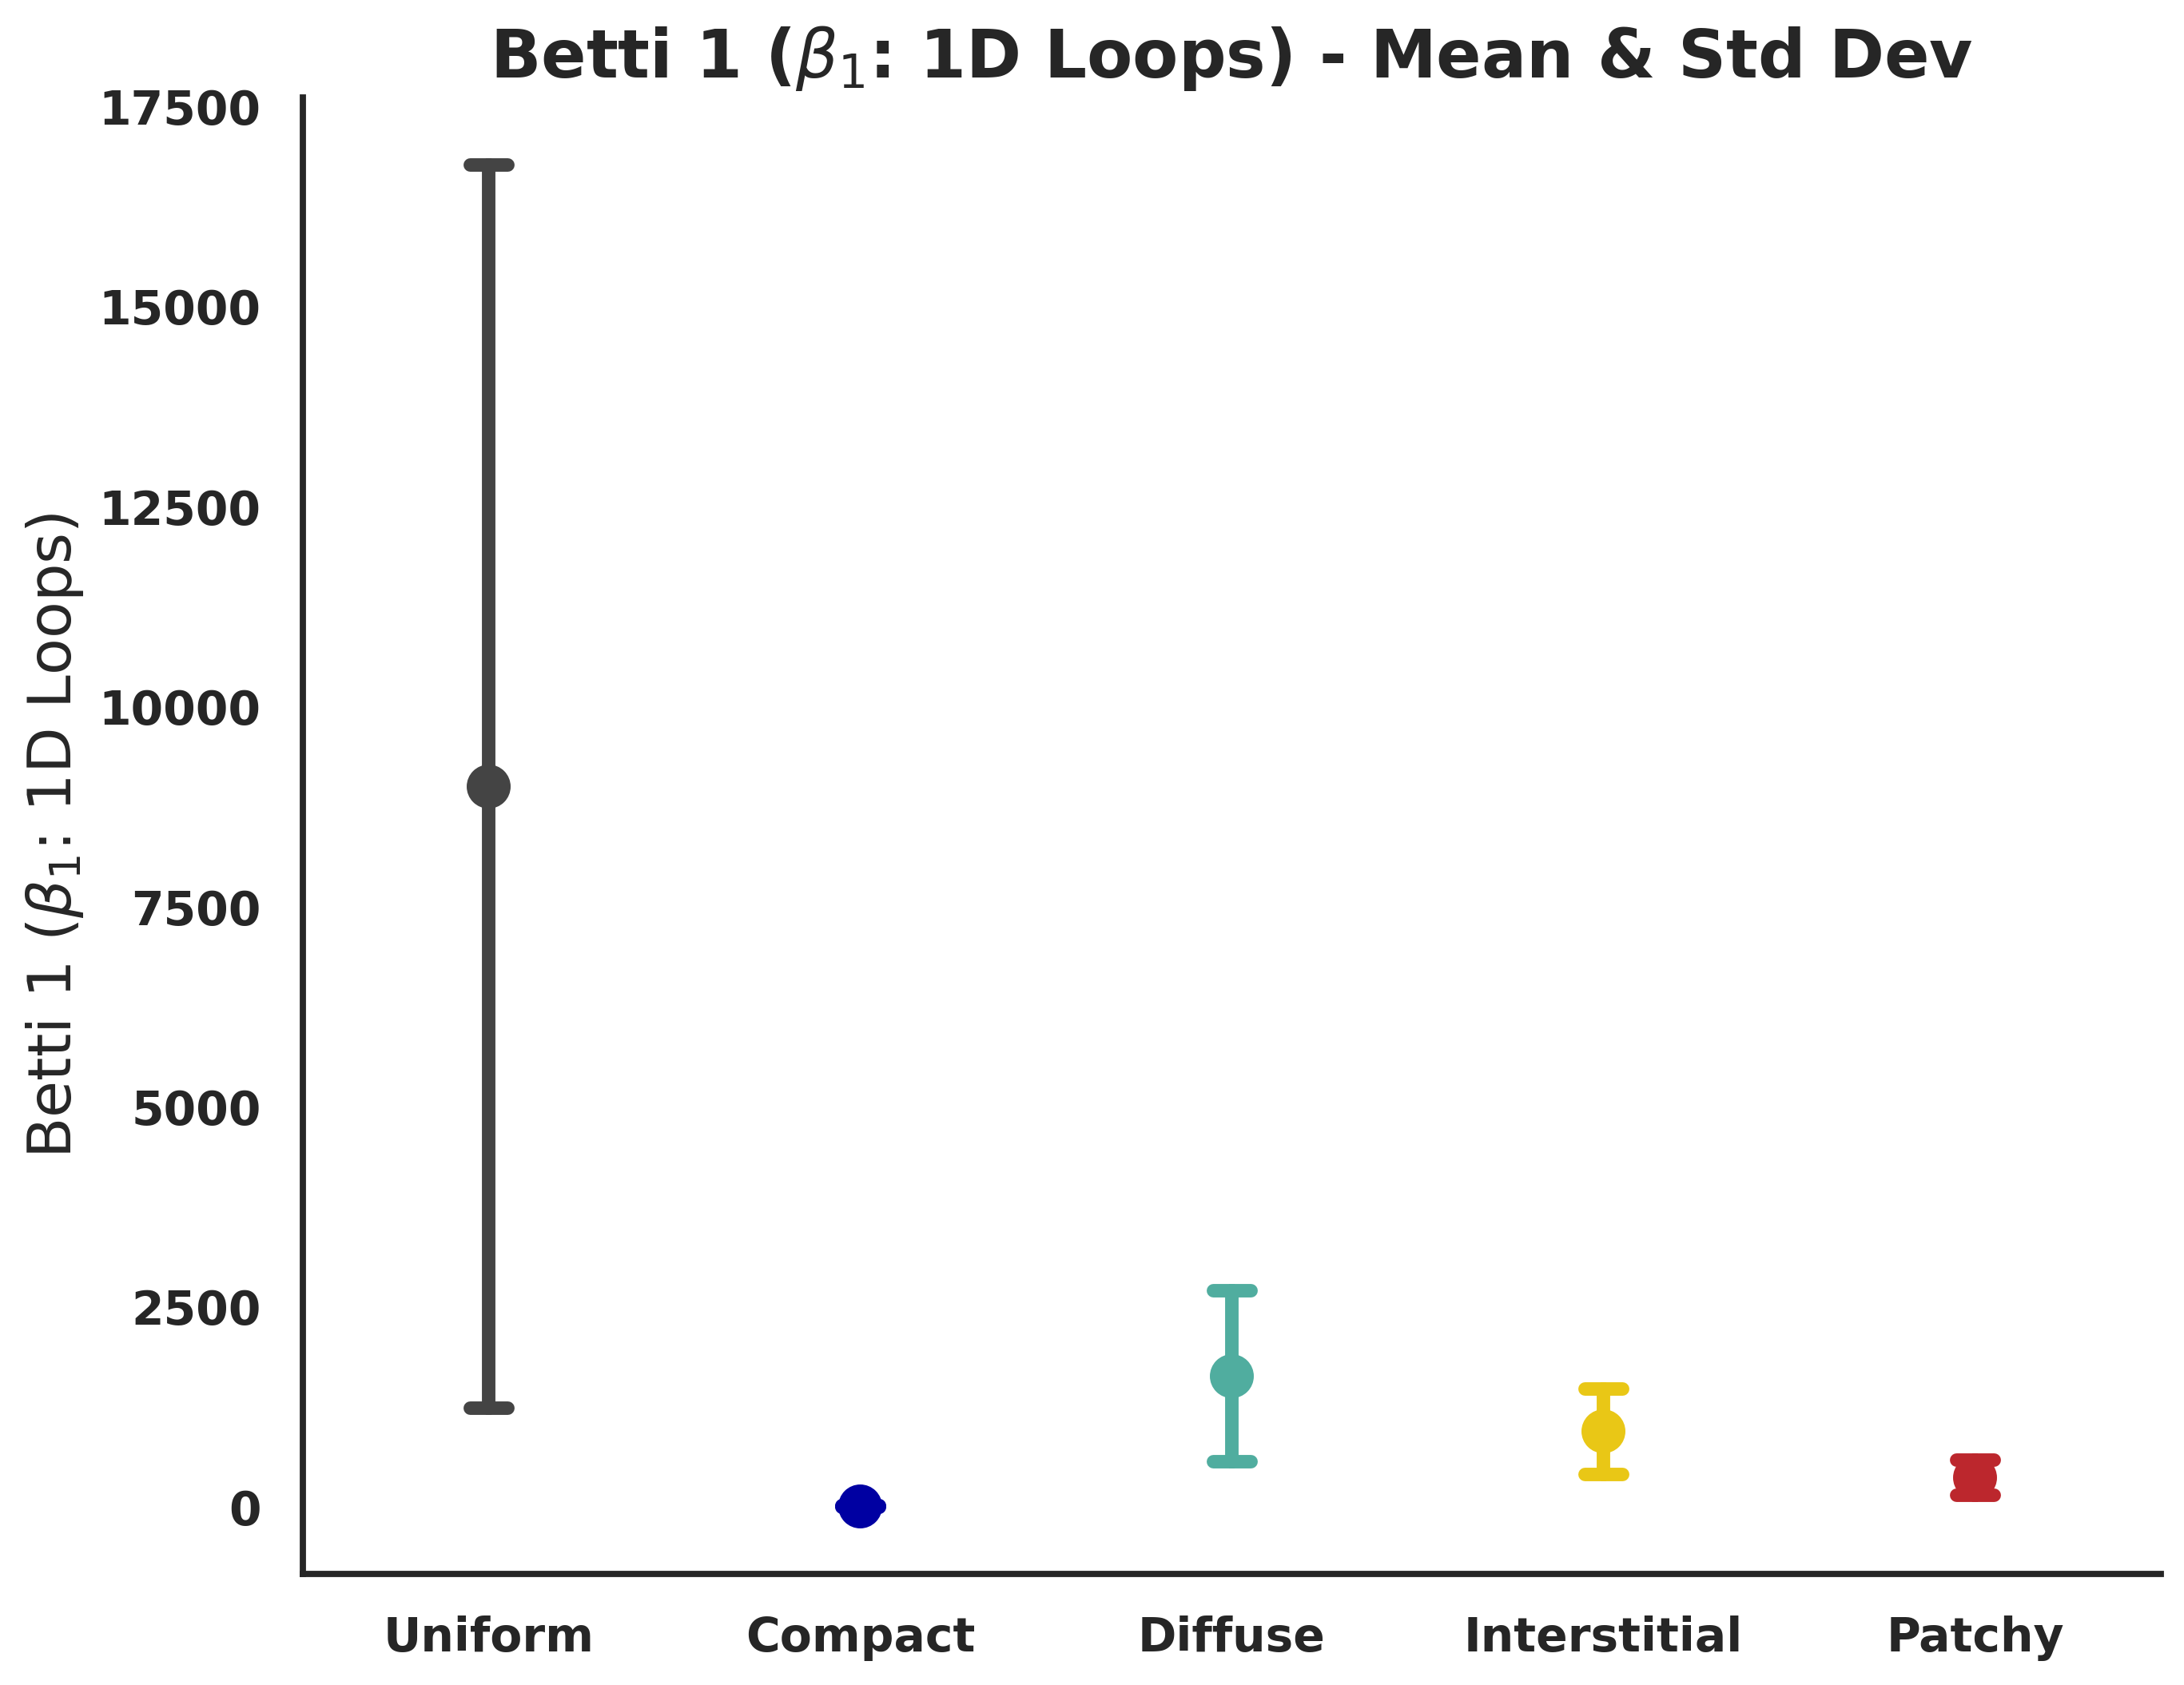 Betti 1 (β₁: 1D Loops) - Mean & Std Dev
Betti 1 (β₁: 1D Loops)
17500
15000
12500
10000
7500
5000
2500
0
Uniform Compact Diffuse Interstitial Patchy